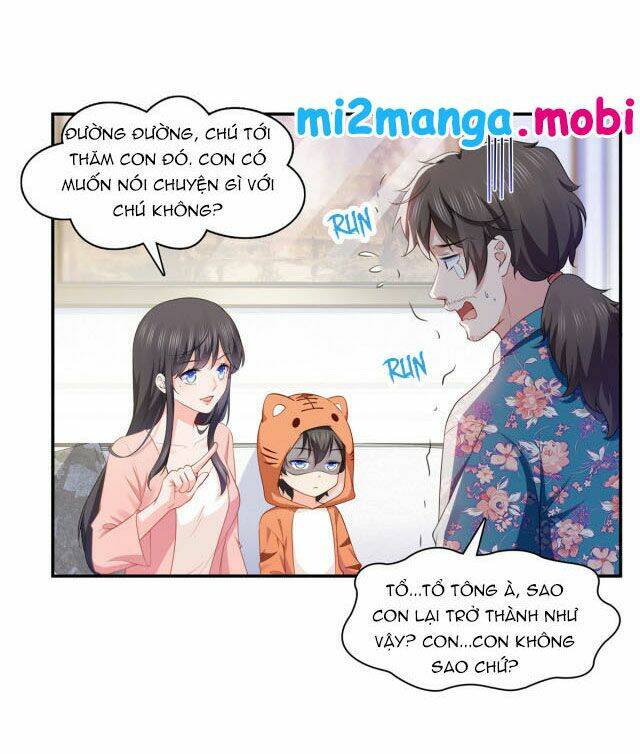 mi2manga.mobi
ĐƯỜNG ĐƯỜNG, CHÚ TỚI
THĂM CON ĐÓ. CON CÓ
MUỐN NÓI CHUYỆN GÌ VỚI
CHÚ KHÔNG?
RUN
RUN
TỔ...TỔ TÔNG À, SAO
CON LẠI TRỞ THÀNH NHƯ
VẬY? CON...CON KHÔNG
SAO CHỨ?